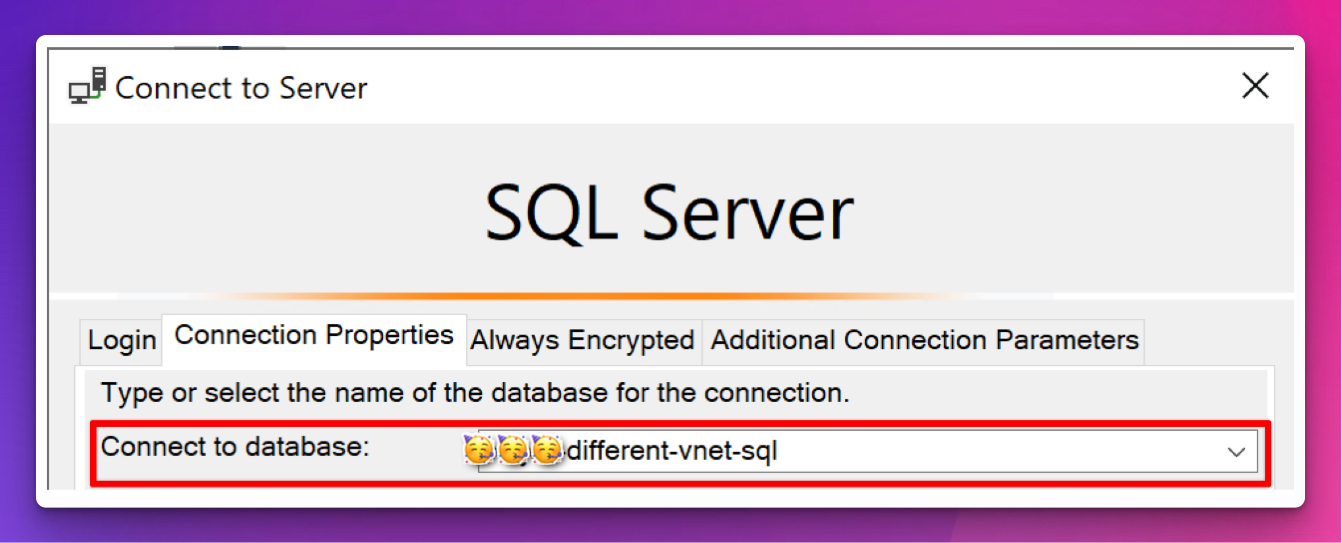 Connect to Server
SQL Server
Login Connection Properties Always Encrypted Additional Connection Parameters
Type or select the name of the database for the connection.
Connect to database: -different-vnet-sql